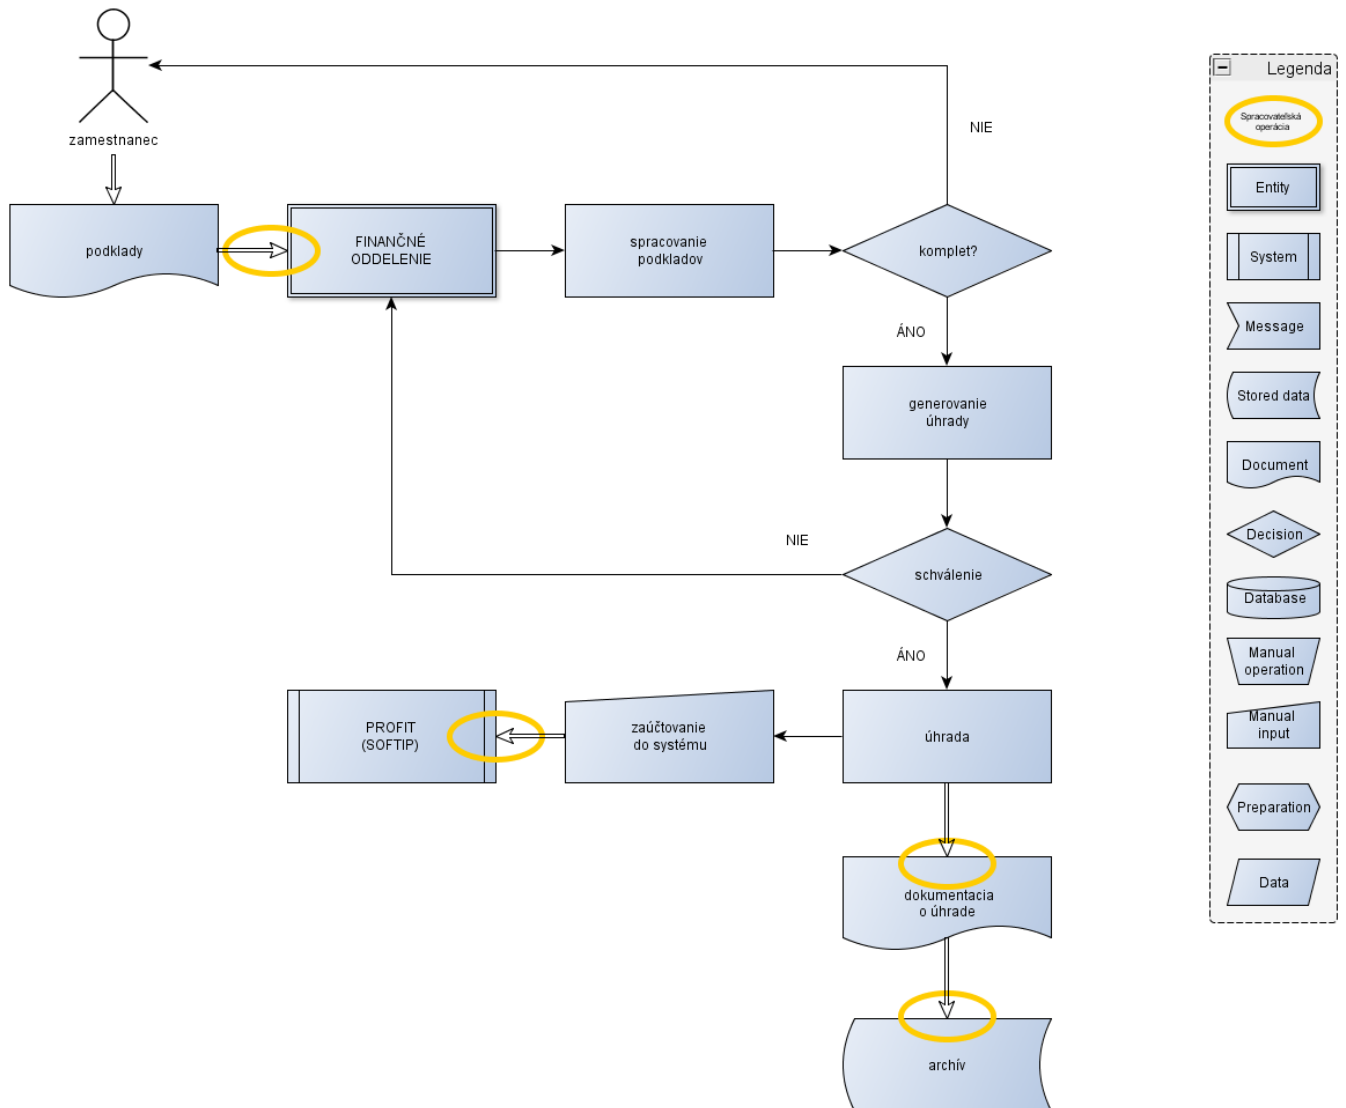 zamestnanec
NIE
podklady
FINANČNÉ
ODDELENIE
spracovanie
podkladov
komplet?
ÁNO
generovanie
úhrady
NIE
schválenie
ÁNO
PROFIT
(SOFTIP)
zaúčtovanie
do systému
úhrada
dokumentacia
o úhrade
archív
Legenda
Spracovateľská
operácia
Entity
System
Message
Stored data
Document
Decision
Database
Manual
operation
Manual
input
Preparation
Data